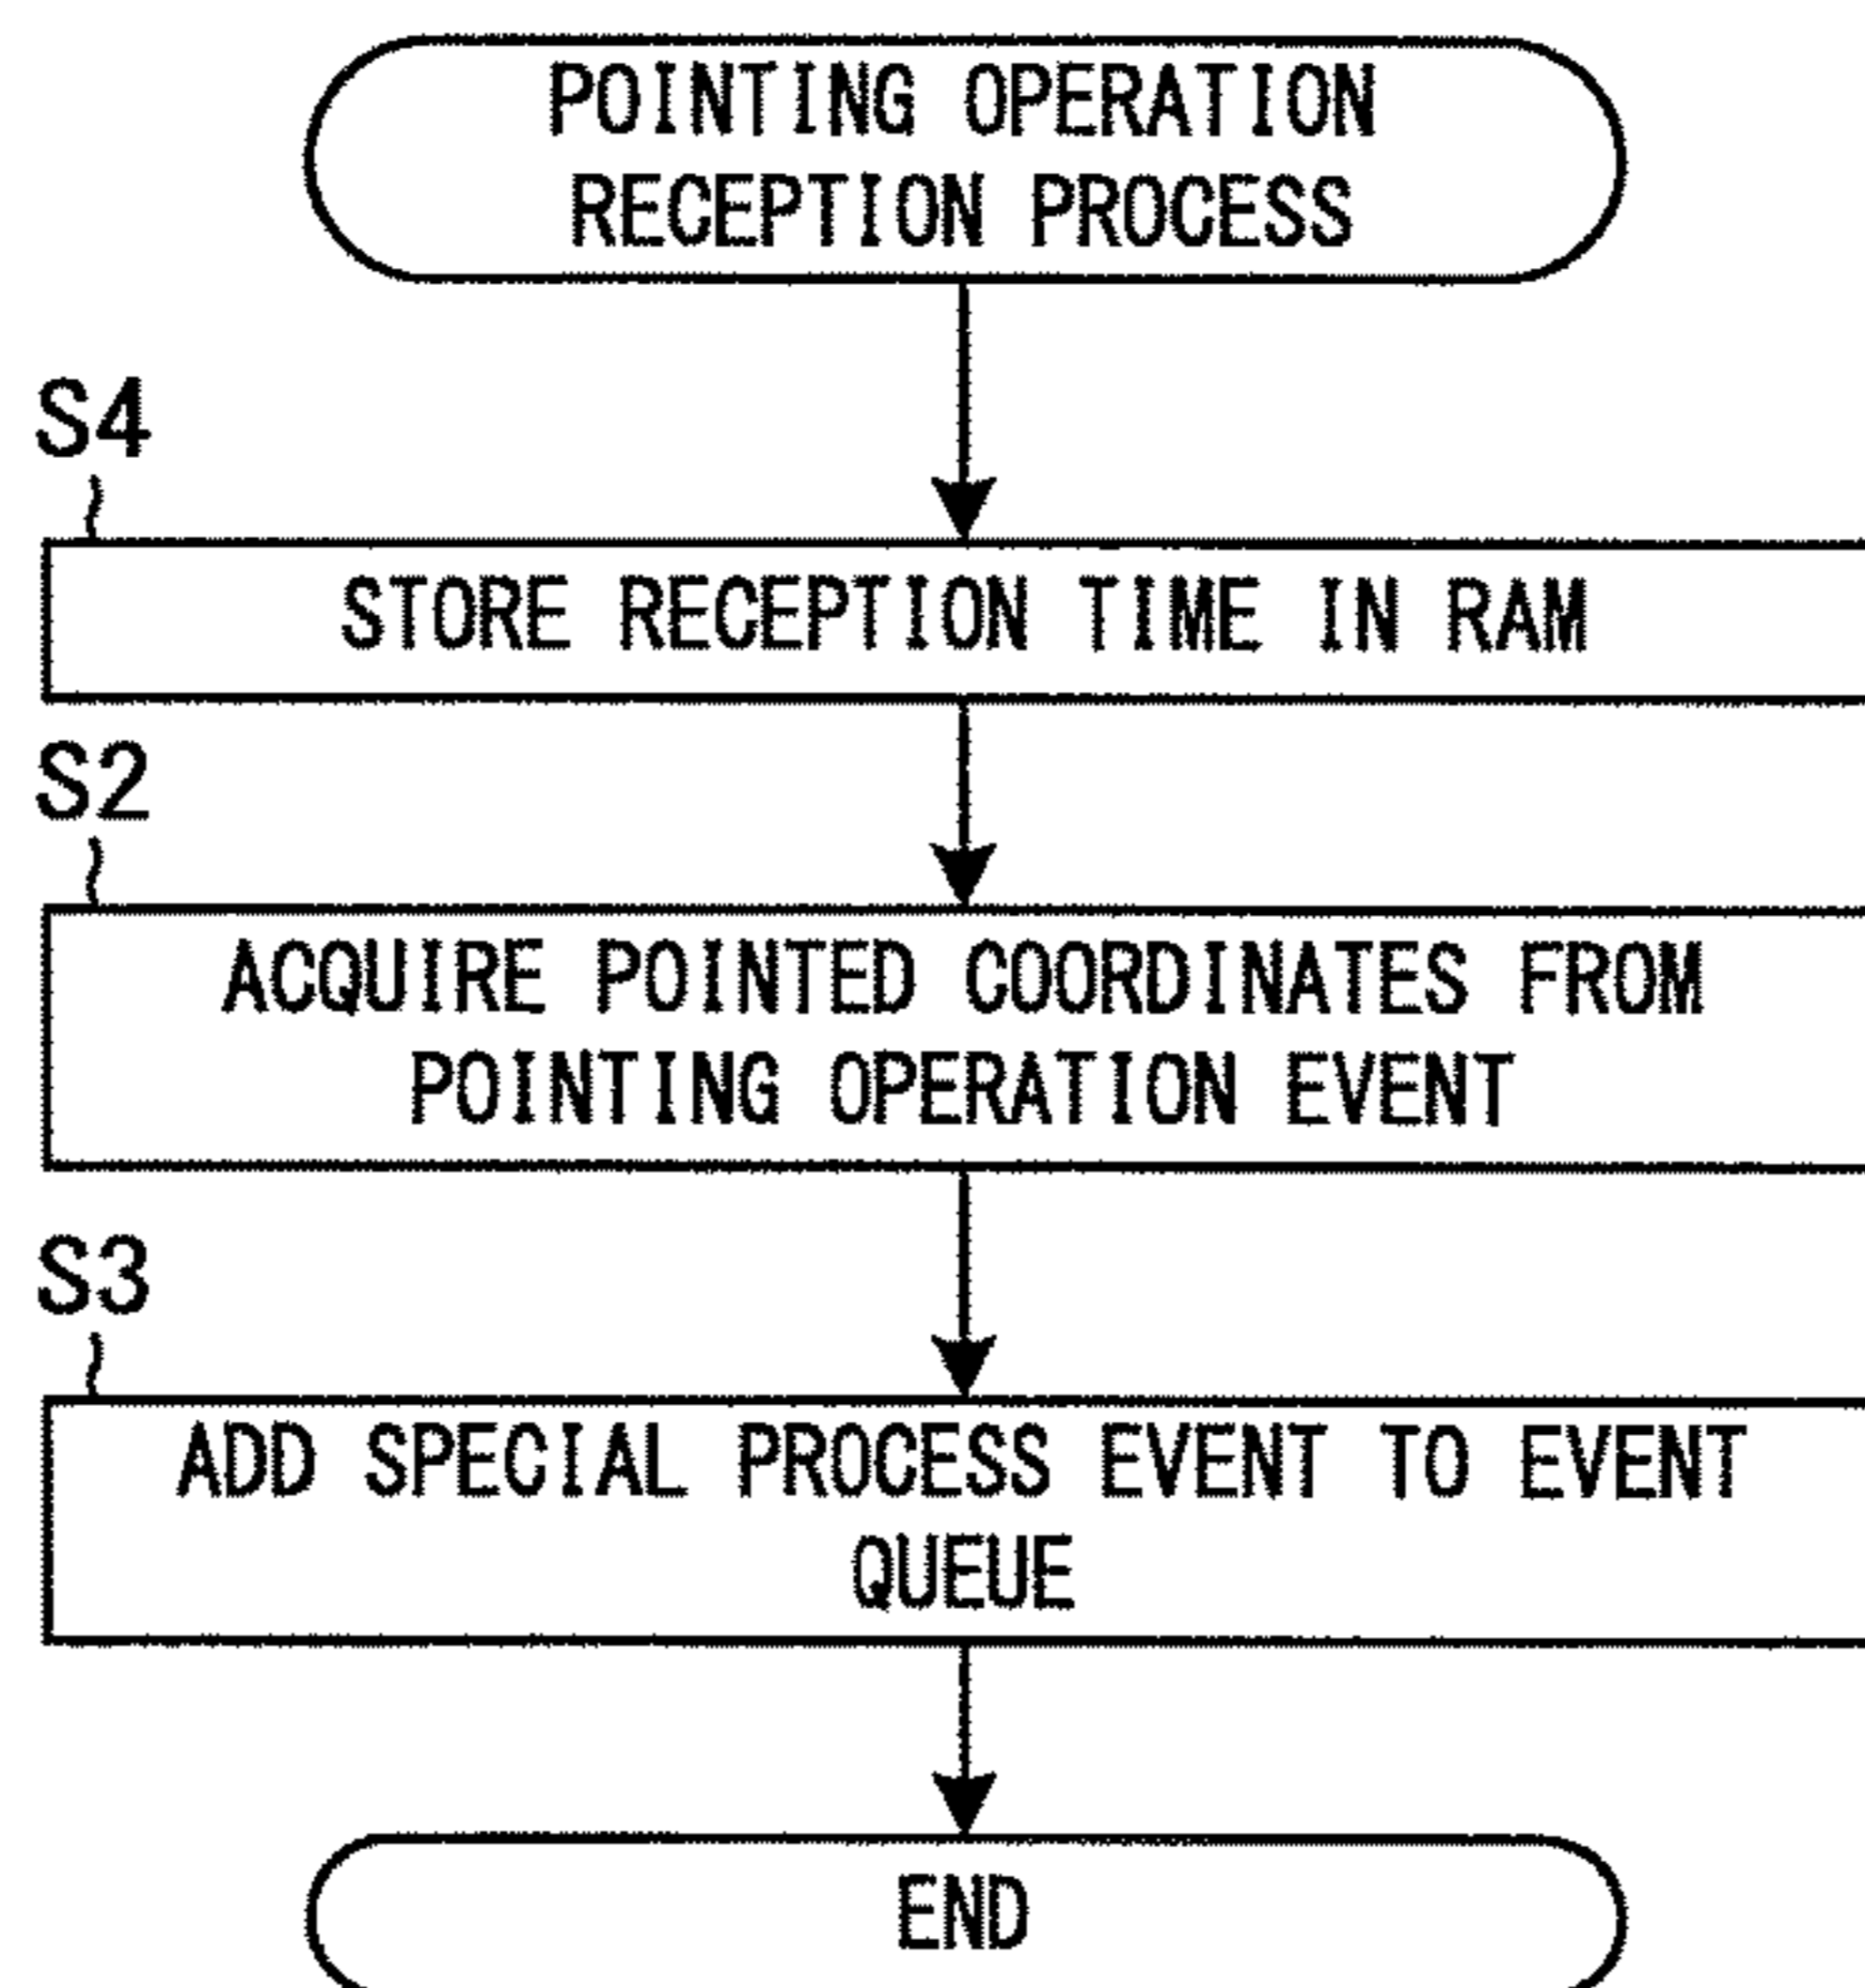 POINTING OPERATION
RECEPTION PROCESS
S4
STORE RECEPTION TIME IN RAM
S2
ACQUIRE POINTED COORDINATES FROM
POINTING OPERATION EVENT
S3
ADD SPECIAL PROCESS EVENT TO EVENT
QUEUE
END